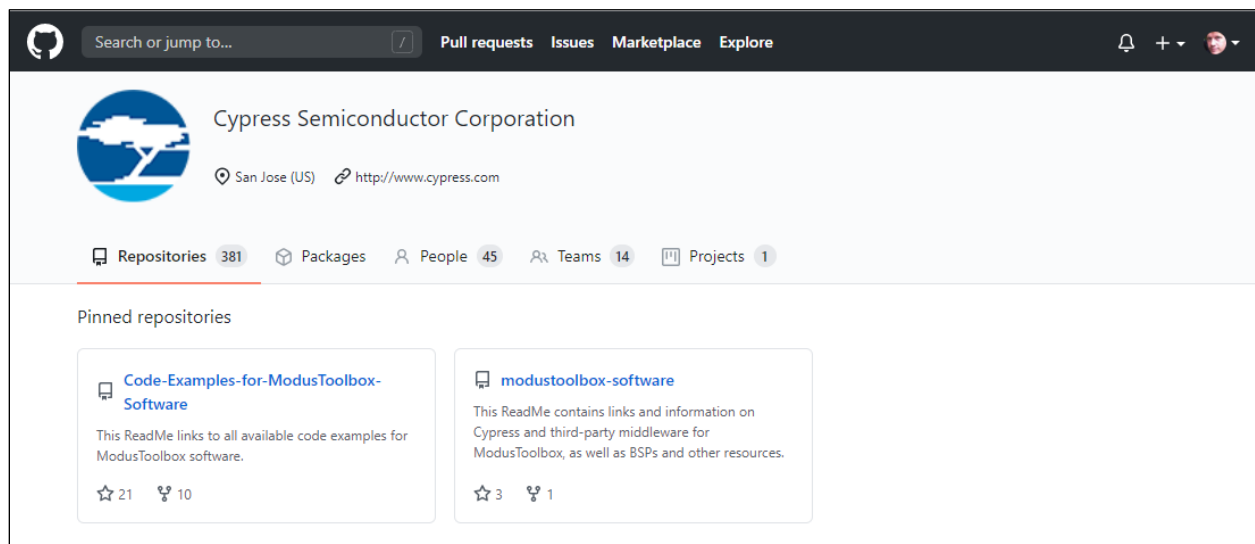 Search or jump to... / Pull requests Issues Marketplace Explore
Cypress Semiconductor Corporation
San Jose (US) http://www.cypress.com
Repositories 381 Packages People 45 Teams 14 Projects 1
Pinned repositories
Code-Examples-for-ModusToolbox-
Software
This ReadMe links to all available code examples for
ModusToolbox software.
21 10
modustoolbox-software
This ReadMe contains links and information on
Cypress and third-party middleware for
ModusToolbox, as well as BSPs and other resources.
3 1